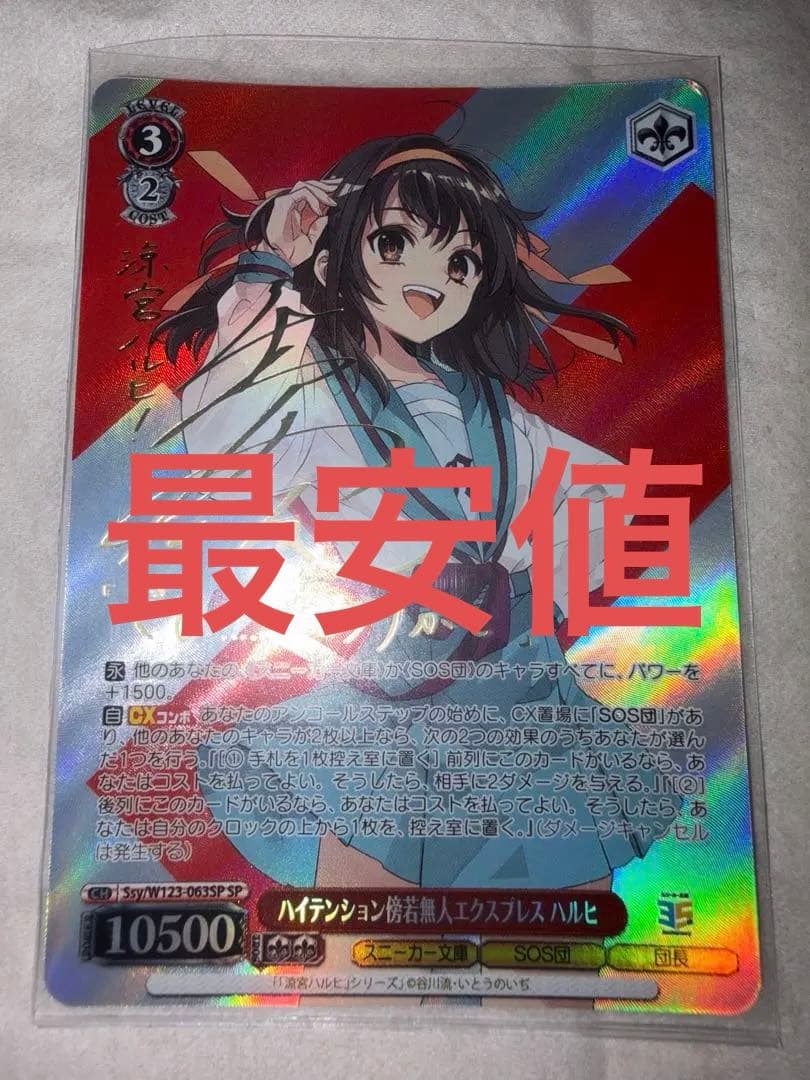 LEVEL
3
2
COST
涼宮ハルヒ!
最安値
永 他のあなたの、《スニーカー文庫》か《SOS団》のキャラすべてに、パワーを
+1500。
自 CXコンボ あなたのアンコールステップの始めに、CX置場に「SOS団」があ
り、他のあなたのキャラが2枚以上なら、次の2つの効果のうちあなたが選ん
だ1つを行う。『[① 手札を1枚控え室に置く] 前列にこのカードがいるなら、あ
なたはコストを払ってよい。そうしたら、相手に2ダメージを与える。』『[②]
後列にこのカードがいるなら、あなたはコストを払ってよい。そうしたら、あ
なたは自分のクロックの上から1枚を、控え室に置く。』(ダメージキャンセル
は発生する)
CH Ssy/W123-063SP SP
ハイテンション傍若無人エクスプレス ハルヒ
POWER 10500
スニーカー文庫 SOS団 団長
「「涼宮ハルヒ」シリーズ」©谷川流・いとうのいぢ